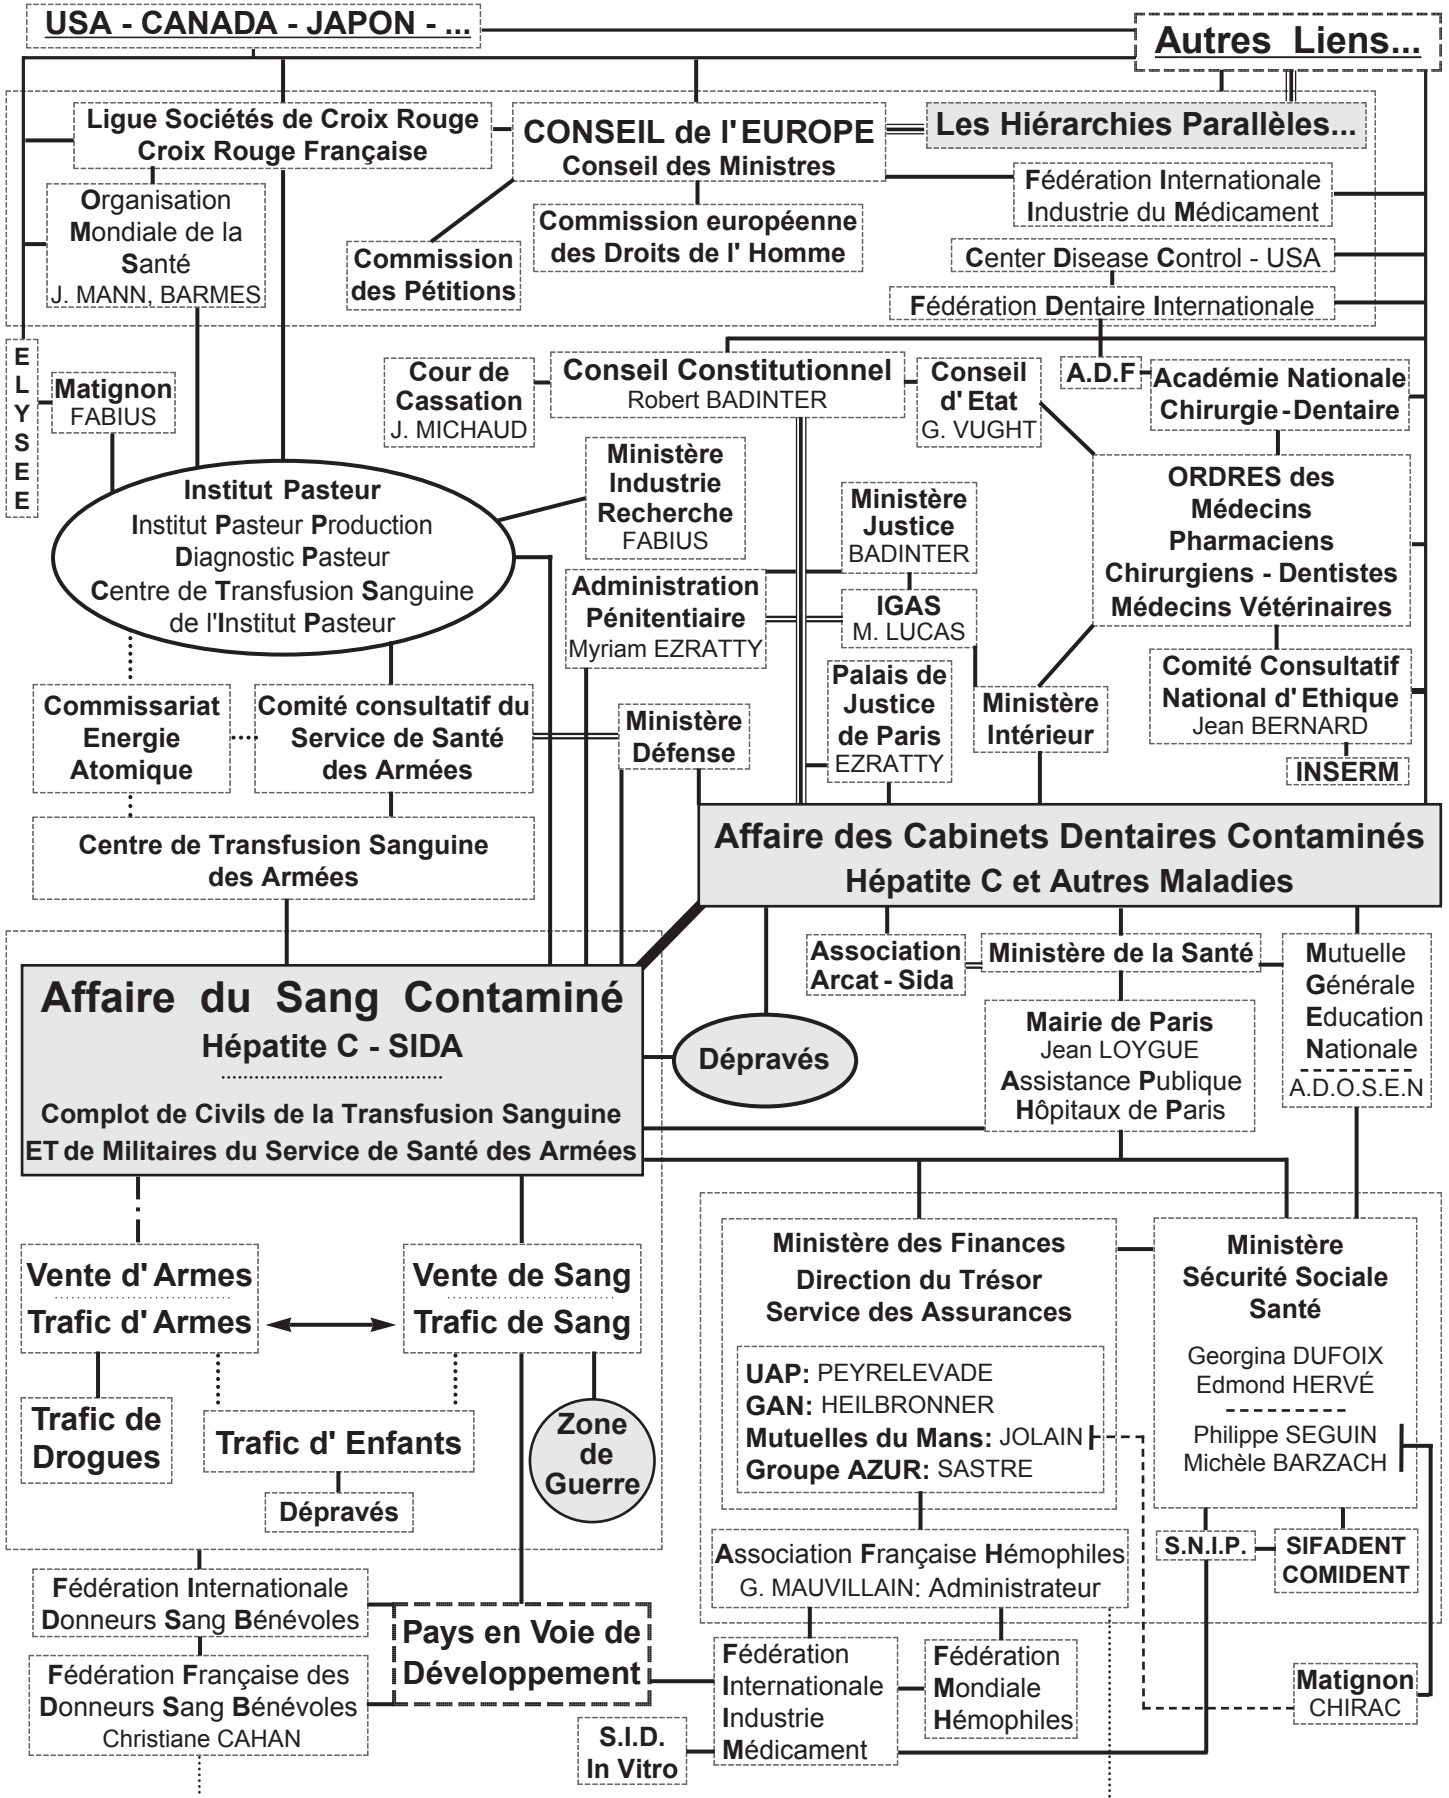 USA - CANADA - JAPON - ...
Autres Liens...
Ligue Sociétés de Croix Rouge
Croix Rouge Française
CONSEIL de l' EUROPE
Conseil des Ministres
Les Hiérarchies Parallèles...
Organisation
Mondiale de la
Santé
J. MANN, BARMES
Commission
des Pétitions
Commission européenne
des Droits de l' Homme
Fédération Internationale
Industrie du Médicament
Center Disease Control - USA
Fédération Dentaire Internationale
E
L
Y
S
E
E
Matignon
FABIUS
Cour de
Cassation
J. MICHAUD
Conseil Constitutionnel
Robert BADINTER
Conseil
d' Etat
G. VUGHT
A.D.F
Académie Nationale
Chirurgie - Dentaire
Institut Pasteur
Institut Pasteur Production
Diagnostic Pasteur
Centre de Transfusion Sanguine
de l'Institut Pasteur
Ministère
Industrie
Recherche
FABIUS
Ministère
Justice
BADINTER
ORDRES des
Médecins
Pharmaciens
Chirurgiens - Dentistes
Médecins Vétérinaires
Administration
Pénitentiaire
Myriam EZRATTY
IGAS
M. LUCAS
Palais de
Justice
de Paris
EZRATTY
Ministère
Intérieur
Comité Consultatif
National d' Ethique
Jean BERNARD
INSERM
Commissariat
Energie
Atomique
Comité consultatif du
Service de Santé
des Armées
Ministère
Défense
Centre de Transfusion Sanguine
des Armées
Affaire des Cabinets Dentaires Contaminés
Hépatite C et Autres Maladies
Association
Arcat - Sida
Ministère de la Santé
Mutuelle
Générale
Education
Nationale
A.D.O.S.E.N
Affaire du Sang Contaminé
Hépatite C - SIDA
Complot de Civils de la Transfusion Sanguine
ET de Militaires du Service de Santé des Armées
Dépravés
Mairie de Paris
Jean LOYGUE
Assistance Publique
Hôpitaux de Paris
Vente d' Armes
Trafic d' Armes
Vente de Sang
Trafic de Sang
Trafic de
Drogues
Trafic d' Enfants
Dépravés
Zone
de
Guerre
Ministère des Finances
Direction du Trésor
Service des Assurances
UAP: PEYRELEVADE
GAN: HEILBRONNER
Mutuelles du Mans: JOLAIN
Groupe AZUR: SASTRE
Ministère
Sécurité Sociale
Santé
Georgina DUFOIX
Edmond HERVÉ
Philippe SEGUIN
Michèle BARZACH
Association Française Hémophiles
G. MAUVILLAIN: Administrateur
S.N.I.P.
SIFADENT
COMIDENT
Fédération Internationale
Donneurs Sang Bénévoles
Fédération Française des
Donneurs Sang Bénévoles
Christiane CAHAN
Pays en Voie de
Développement
S.I.D.
In Vitro
Fédération
Internationale
Industrie
Médicament
Fédération
Mondiale
Hémophiles
Matignon
CHIRAC